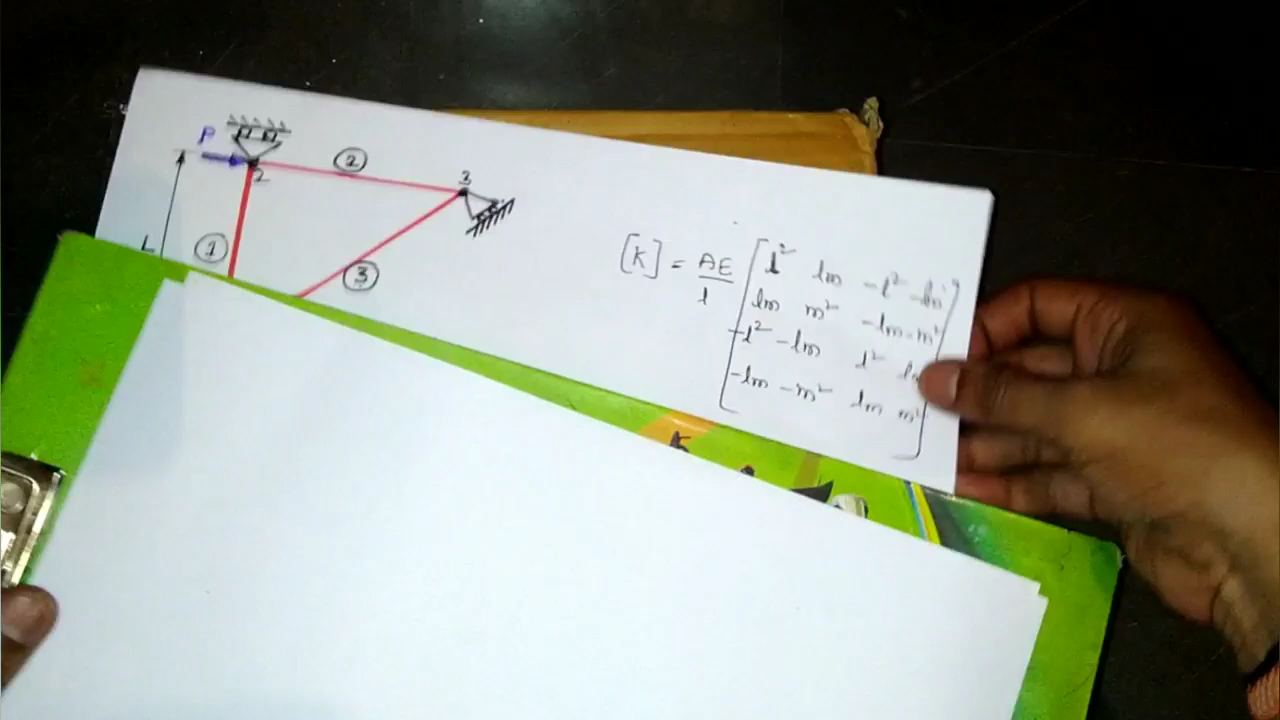 P
2
②
3
L
①
③
[K] = AE/l [l² lm -l² -lm
lm m² -lm -m²
-l² -lm l² lm
-lm -m² lm m²]